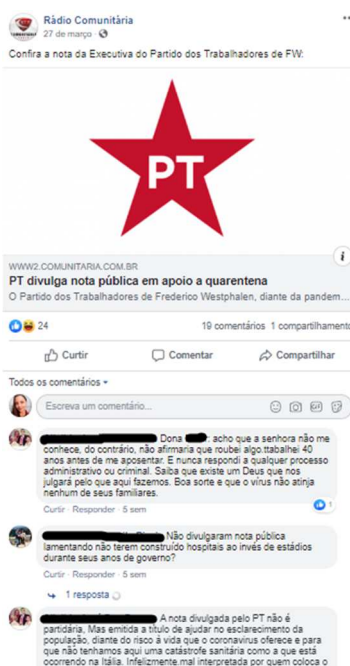 Rádio Comunitária
27 de março ·
Confira a nota da Executiva do Partido dos Trabalhadores de FW:
PT
WWW2.COMUNITARIA.COM.BR
PT divulga nota pública em apoio a quarentena
O Partido dos Trabalhadores de Frederico Westphalen, diante da pandem...
24
19 comentários 1 compartilhamento
Curtir Comentar Compartilhar
Todos os comentários
Escreva um comentário...
Dona : acho que a senhora não me
conhece, do contrário, não afirmaria que roubei algo.ttabalhei 40
anos antes de me aposentar. E nunca respondi a qualquer processo
administrativo ou criminal. Saiba que existe um Deus que nos
julgará pelo que aqui fazemos. Boa sorte e que o vírus não atinja
nenhum de seus familiares.
1
Curtir · Responder · 5 sem
Não divulgaram nota pública
lamentando não terem construído hospitais ao invés de estádios
durante seus anos de governo?
Curtir · Responder · 5 sem
1 resposta
A nota divulgada pelo PT não é
partidária, Mas emitida a título de ajudar no esclarecimento da
população, diante do risco à vida que o coronavirus oferece e para
que não tenhamos aqui uma catástrofe sanitária como a que está
ocorrendo na Itália. Infelizmente.mal interpretada por quem coloca o